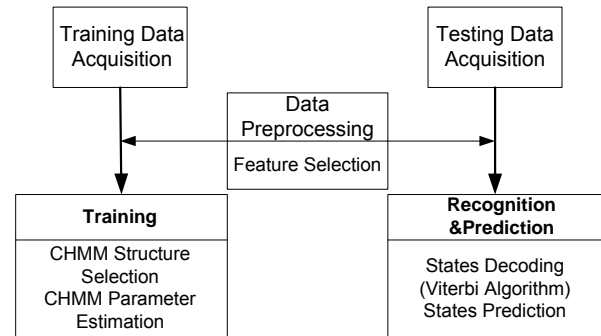 Training Data
Acquisition
Testing Data
Acquisition
Data
Preprocessing
Feature Selection
Training
CHMM Structure
Selection
CHMM Parameter
Estimation
Recognition
&Prediction
States Decoding
(Viterbi Algorithm)
States Prediction